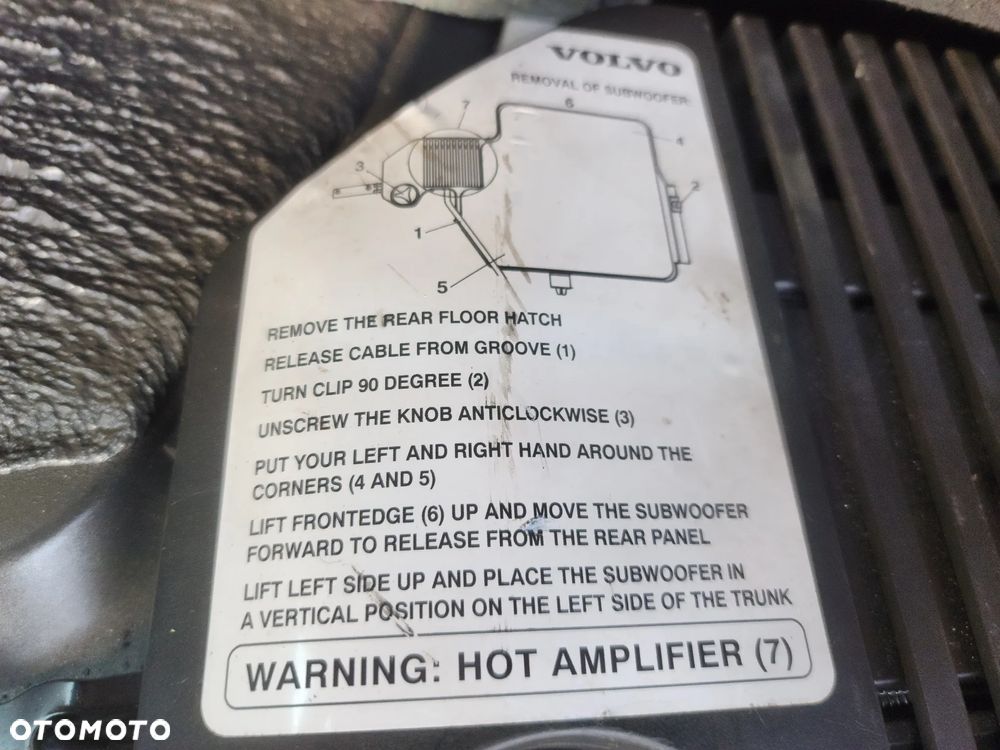 VOLVO
REMOVAL OF SUBWOOFER:
7
6
4
3
2
1
5
REMOVE THE REAR FLOOR HATCH
RELEASE CABLE FROM GROOVE (1)
TURN CLIP 90 DEGREE (2)
UNSCREW THE KNOB ANTICLOCKWISE (3)
PUT YOUR LEFT AND RIGHT HAND AROUND THE
CORNERS (4 AND 5)
LIFT FRONTEDGE (6) UP AND MOVE THE SUBWOOFER
FORWARD TO RELEASE FROM THE REAR PANEL
LIFT LEFT SIDE UP AND PLACE THE SUBWOOFER IN
A VERTICAL POSITION ON THE LEFT SIDE OF THE TRUNK
WARNING: HOT AMPLIFIER (7)
OTOMOTO